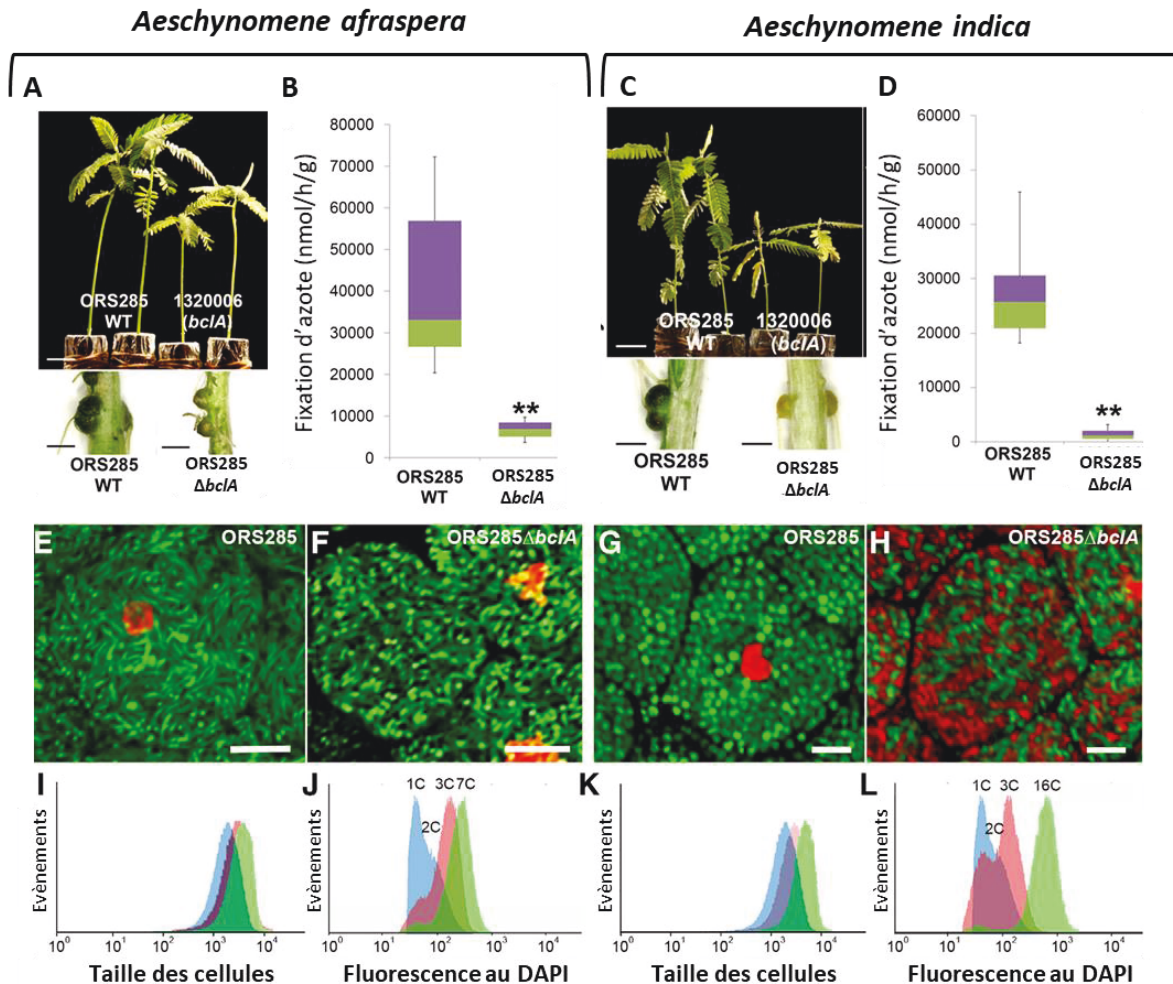 Aeschynomene afraspera
Aeschynomene indica
A
B
C
D
ORS285
WT
1320006
(bclA)
ORS285
WT
ORS285
ΔbclA
Fixation d'azote (nmol/h/g)
80000
70000
60000
50000
40000
30000
20000
10000
0
**
ORS285
WT
ORS285
ΔbclA
ORS285
WT
1320006
(bclA)
ORS285
WT
ORS285
ΔbclA
Fixation d'azote (nmol/h/g)
60000
50000
40000
30000
20000
10000
0
**
ORS285
WT
ORS285
ΔbclA
E
ORS285
F
ORS285ΔbclA
G
ORS285
H
ORS285ΔbclA
I
Evènements
10⁰ 10¹ 10² 10³ 10⁴
Taille des cellules
J
1C 3C 7C
2C
10⁰ 10¹ 10² 10³ 10⁴
Fluorescence au DAPI
K
Evènements
10⁰ 10¹ 10² 10³ 10⁴
Taille des cellules
L
1C 3C 16C
2C
10⁰ 10¹ 10² 10³ 10⁴
Fluorescence au DAPI